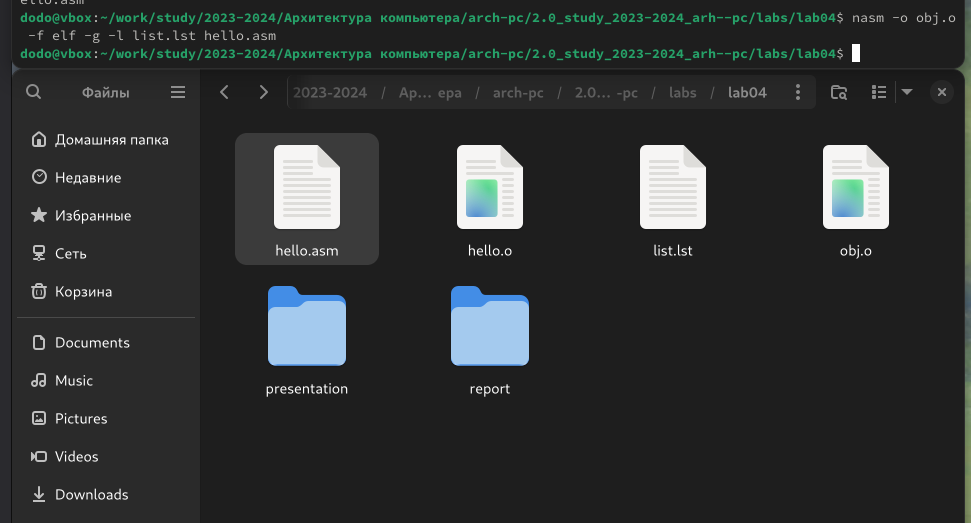 ello.asm
dodo@vbox:~/work/study/2023-2024/Архитектура компьютера/arch-pc/2.0_study_2023-2024_arh--pc/labs/lab04$ nasm -o obj.o
-f elf -g -l list.lst hello.asm
dodo@vbox:~/work/study/2023-2024/Архитектура компьютера/arch-pc/2.0_study_2023-2024_arh--pc/labs/lab04$
Файлы
2023-2024 / Ар… ера / arch-pc / 2.0… -pc / labs / lab04
Домашняя папка
Недавние
Избранные
Сеть
Корзина
Documents
Music
Pictures
Videos
Downloads
hello.asm
hello.o
list.lst
obj.o
presentation
report